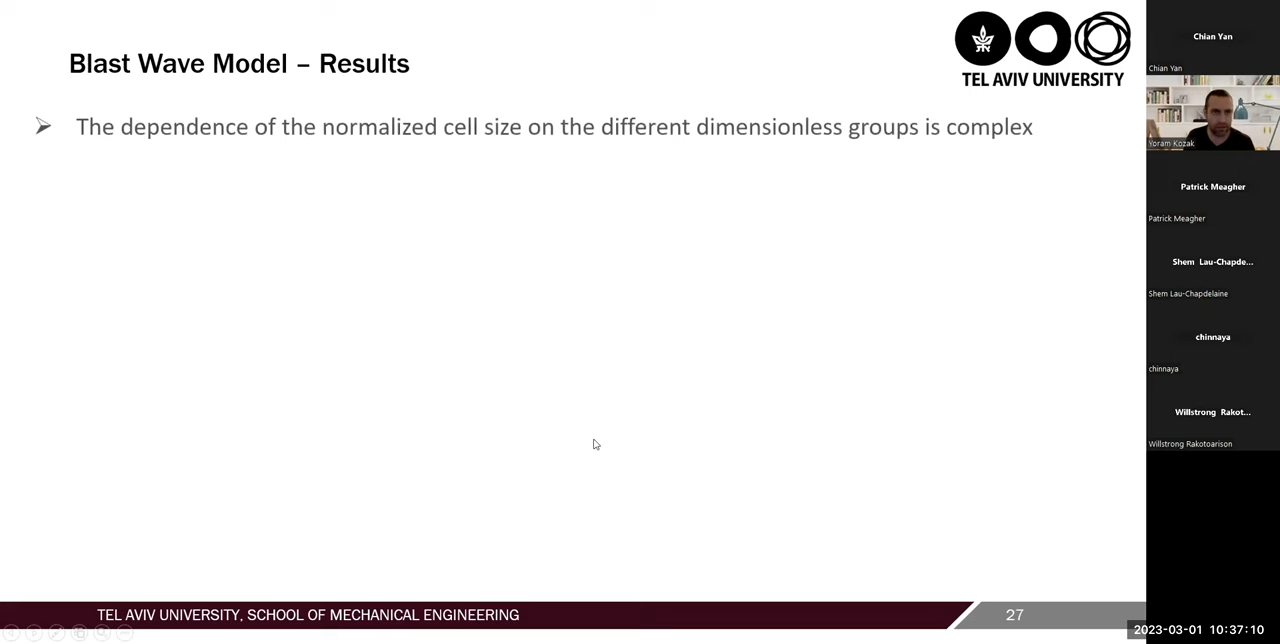 Blast Wave Model – Results
TEL AVIV UNIVERSITY
The dependence of the normalized cell size on the different dimensionless groups is complex
TEL AVIV UNIVERSITY, SCHOOL OF MECHANICAL ENGINEERING
27
Chian Yan
Chian Yan
Yoram Kozak
Patrick Meagher
Patrick Meagher
Shem Lau-Chapde...
Shem Lau-Chapdelaine
chinnaya
chinnaya
Willstrong Rakot...
Willstrong Rakotoarison
2023-03-01 10:37:10